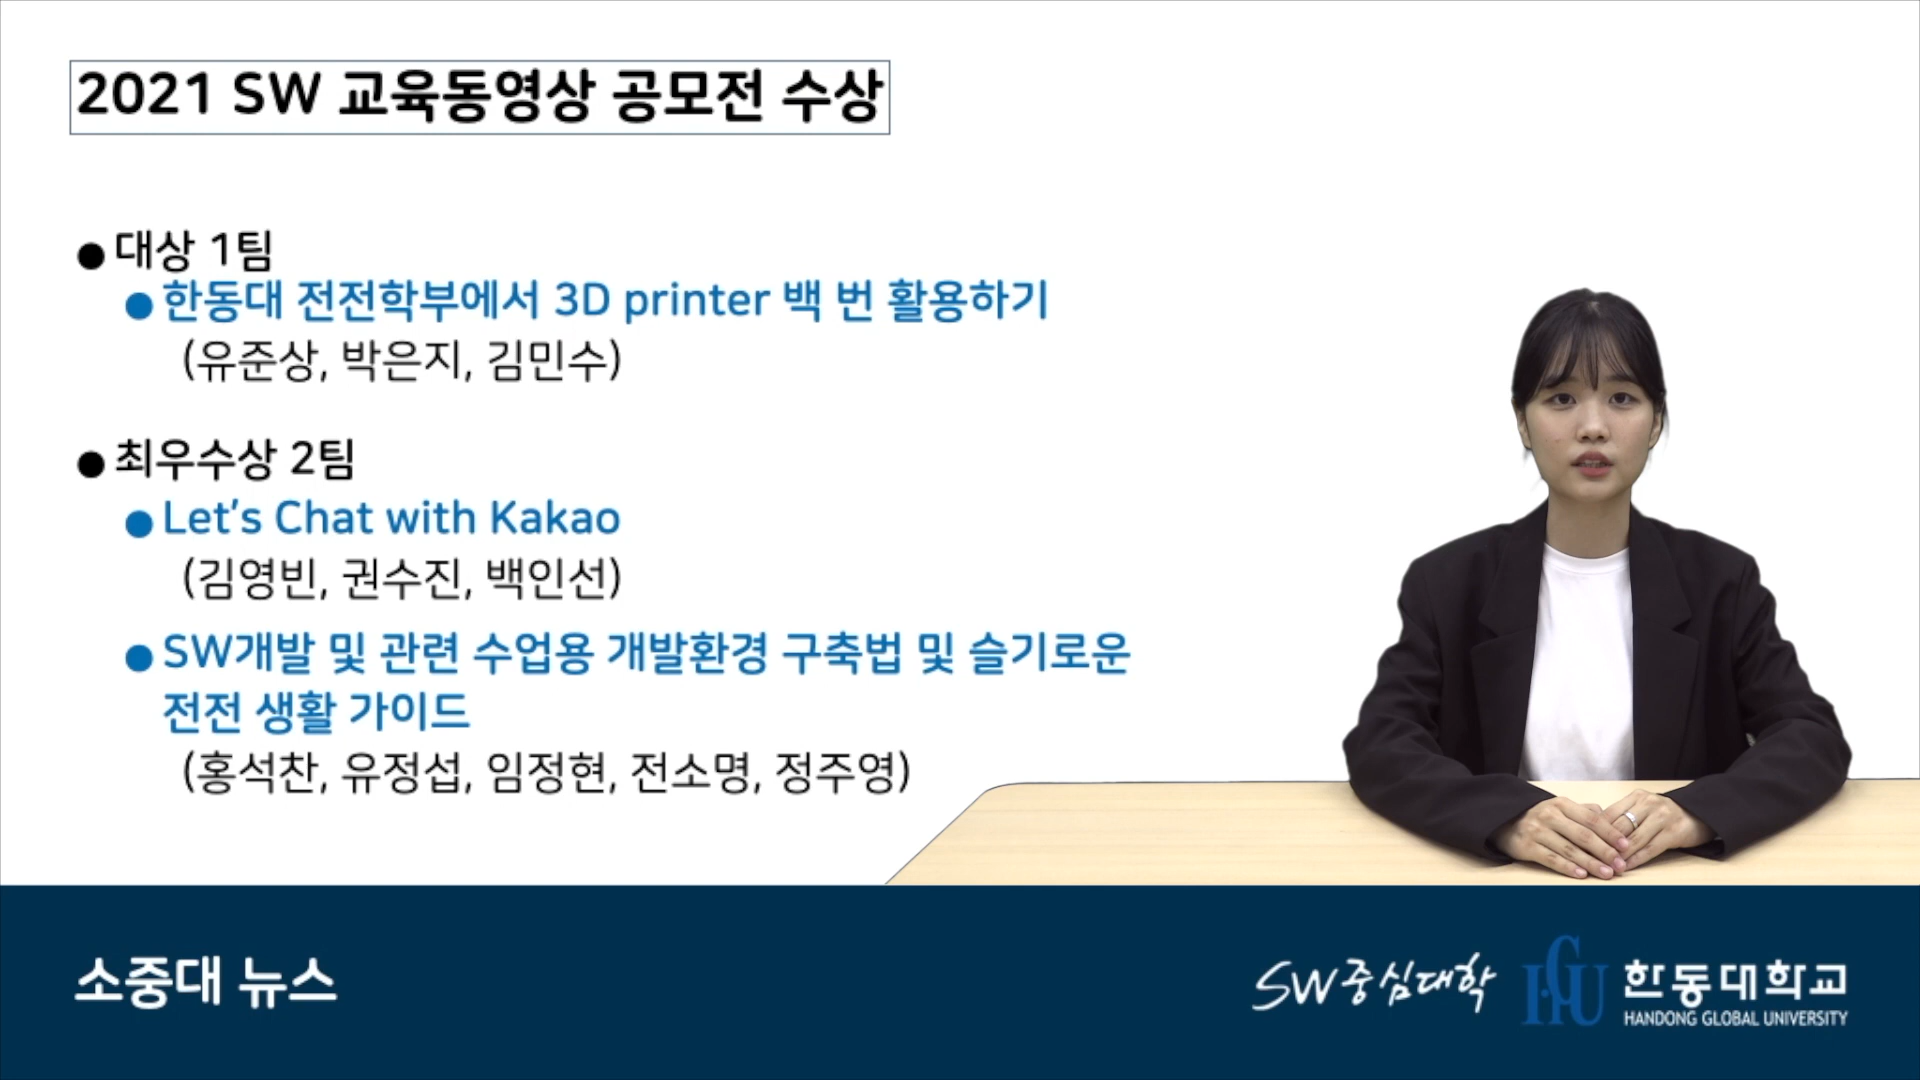 2021 SW 교육동영상 공모전 수상
● 대상 1팀
● 한동대 전전학부에서 3D printer 백 번 활용하기
(유준상, 박은지, 김민수)
● 최우수상 2팀
● Let's Chat with Kakao
(김영빈, 권수진, 백인선)
● SW개발 및 관련 수업용 개발환경 구축법 및 슬기로운
전전 생활 가이드
(홍석찬, 유정섭, 임정현, 전소명, 정주영)
소중대 뉴스
SW중심대학
HGU 한동대학교
HANDONG GLOBAL UNIVERSITY